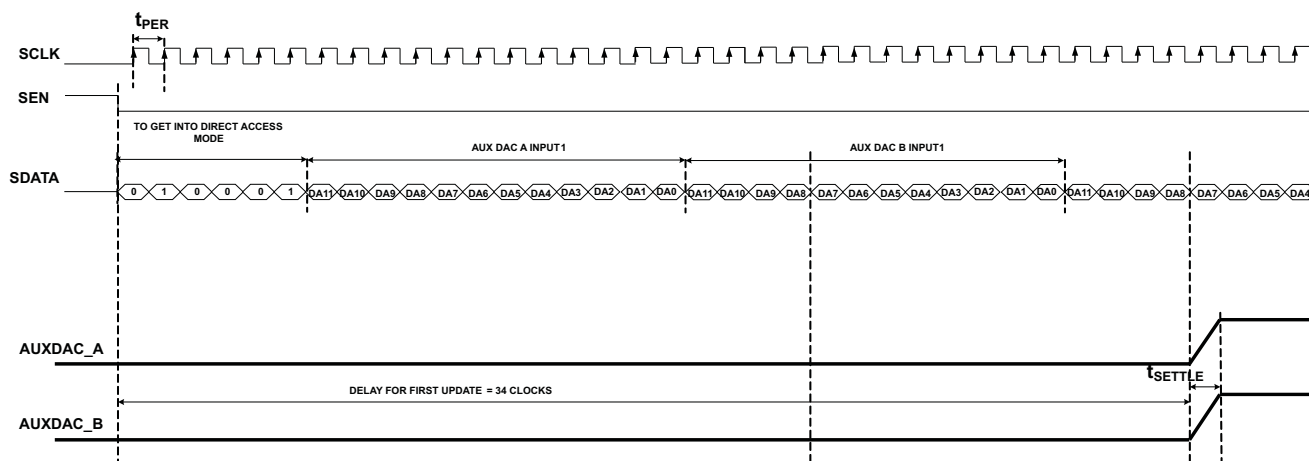 tPER
SCLK
SEN
TO GET INTO DIRECT ACCESS
MODE
AUX DAC A INPUT1
AUX DAC B INPUT1
SDATA
0 1 0 0 0 1 DA11 DA10 DA9 DA8 DA7 DA6 DA5 DA4 DA3 DA2 DA1 DA0 DA11 DA10 DA9 DA8 DA7 DA6 DA5 DA4 DA3 DA2 DA1 DA0 DA11 DA10 DA9 DA8 DA7 DA6 DA5 DA4
AUXDAC_A
tSETTLE
DELAY FOR FIRST UPDATE = 34 CLOCKS
AUXDAC_B